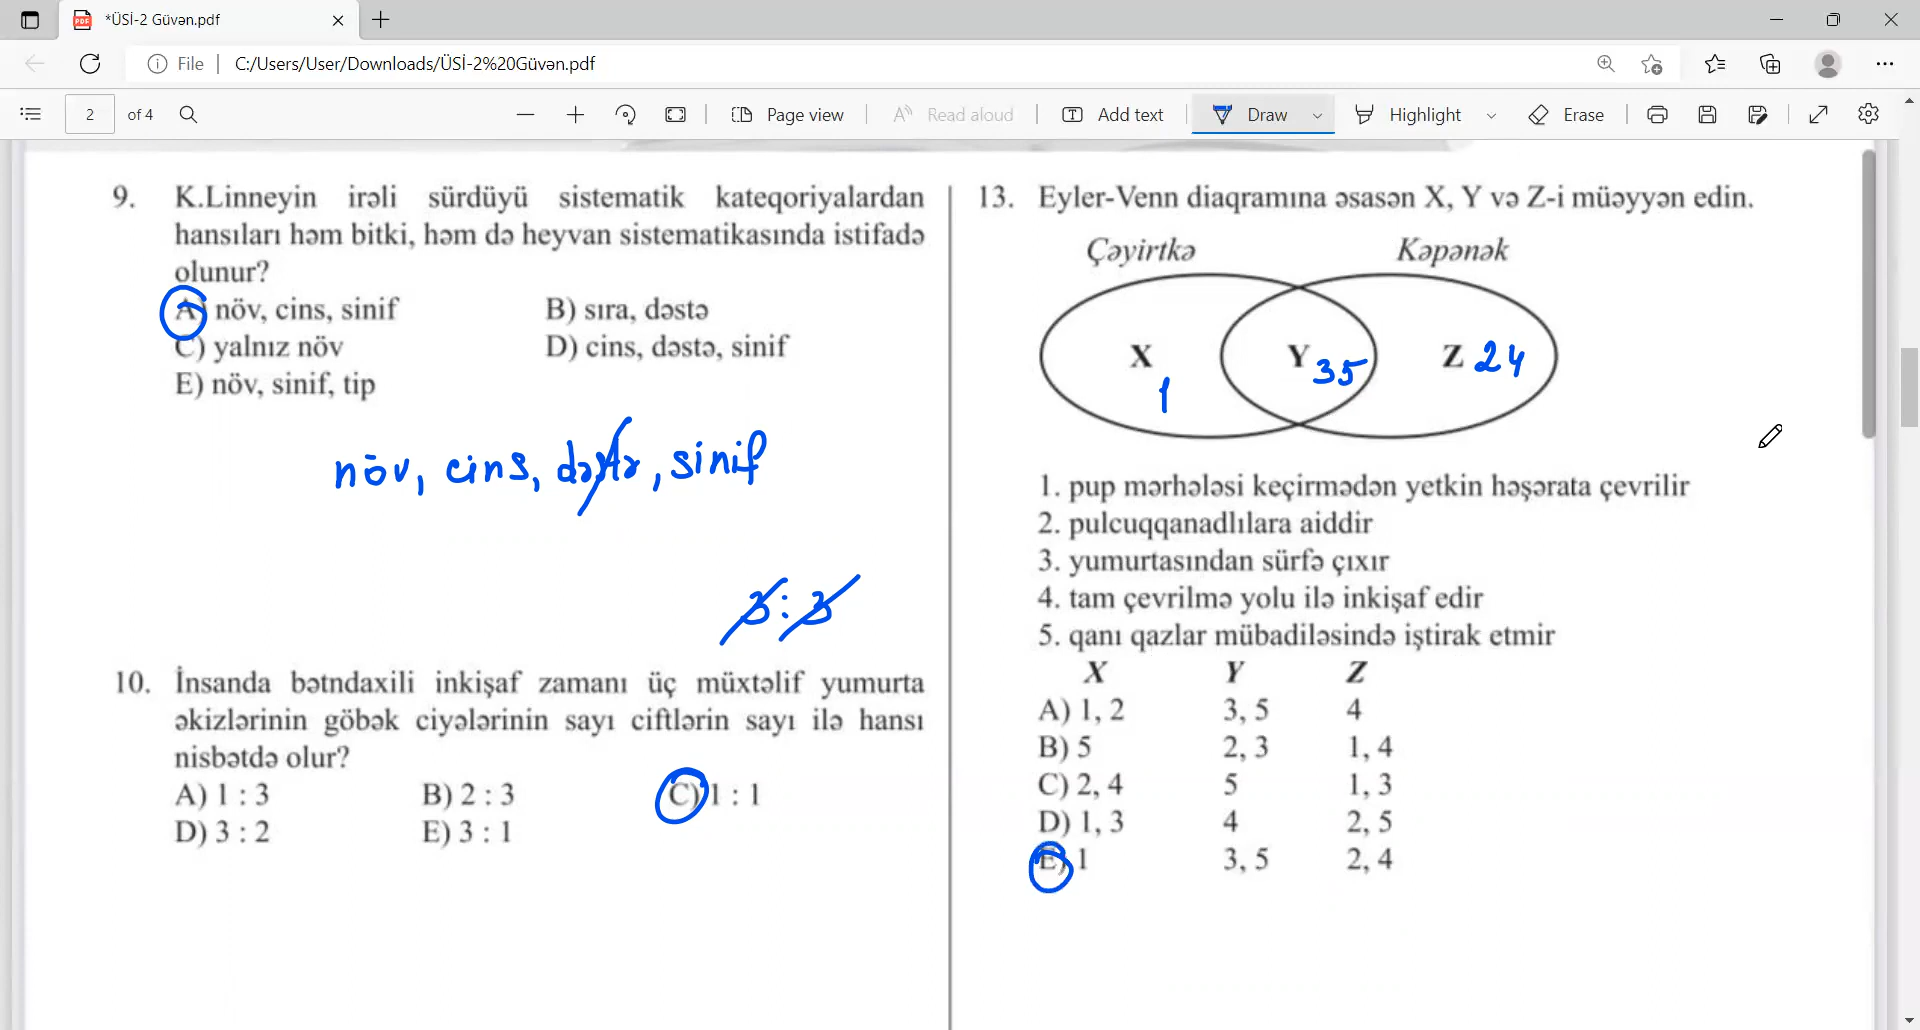 *ÜSİ-2 Güvən.pdf
File C:/Users/User/Downloads/ÜSİ-2%20Güvən.pdf
2 of 4 Page view Read aloud Add text Draw Highlight Erase
9. K.Linneyin irəli sürdüyü sistematik kateqoriyalardan
hansıları həm bitki, həm də heyvan sistematikasında istifadə
olunur?
A) növ, cins, sinif B) sıra, dəstə
C) yalnız növ D) cins, dəstə, sinif
E) növ, sinif, tip
növ, cins, dəstə, sinif
3:3
10. İnsanda bətndaxili inkişaf zamanı üç müxtəlif yumurta
əkizlərinin göbək ciyələrinin sayı ciftlərin sayı ilə hansı
nisbətdə olur?
A) 1 : 3 B) 2 : 3 C) 1 : 1
D) 3 : 2 E) 3 : 1
13. Eyler-Venn diaqramına əsasən X, Y və Z-i müəyyən edin.
Çəyirtkə Kəpənək
X Y 35 Z 24
1
1. pup mərhələsi keçirmədən yetkin həşərata çevrilir
2. pulcuqqanadlılara aiddir
3. yumurtasından sürfə çıxır
4. tam çevrilmə yolu ilə inkişaf edir
5. qanı qazlar mübadiləsində iştirak etmir
X Y Z
A) 1, 2 3, 5 4
B) 5 2, 3 1, 4
C) 2, 4 5 1, 3
D) 1, 3 4 2, 5
E) 1 3, 5 2, 4